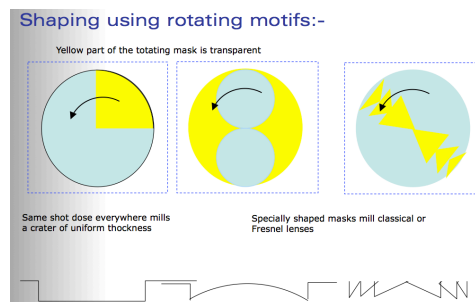 Shaping using rotating motifs:-
Yellow part of the totating mask is transparent
Same shot dose everywhere mills
a crater of uniform thockness
Specially shaped masks mill classical or
Fresnel lenses